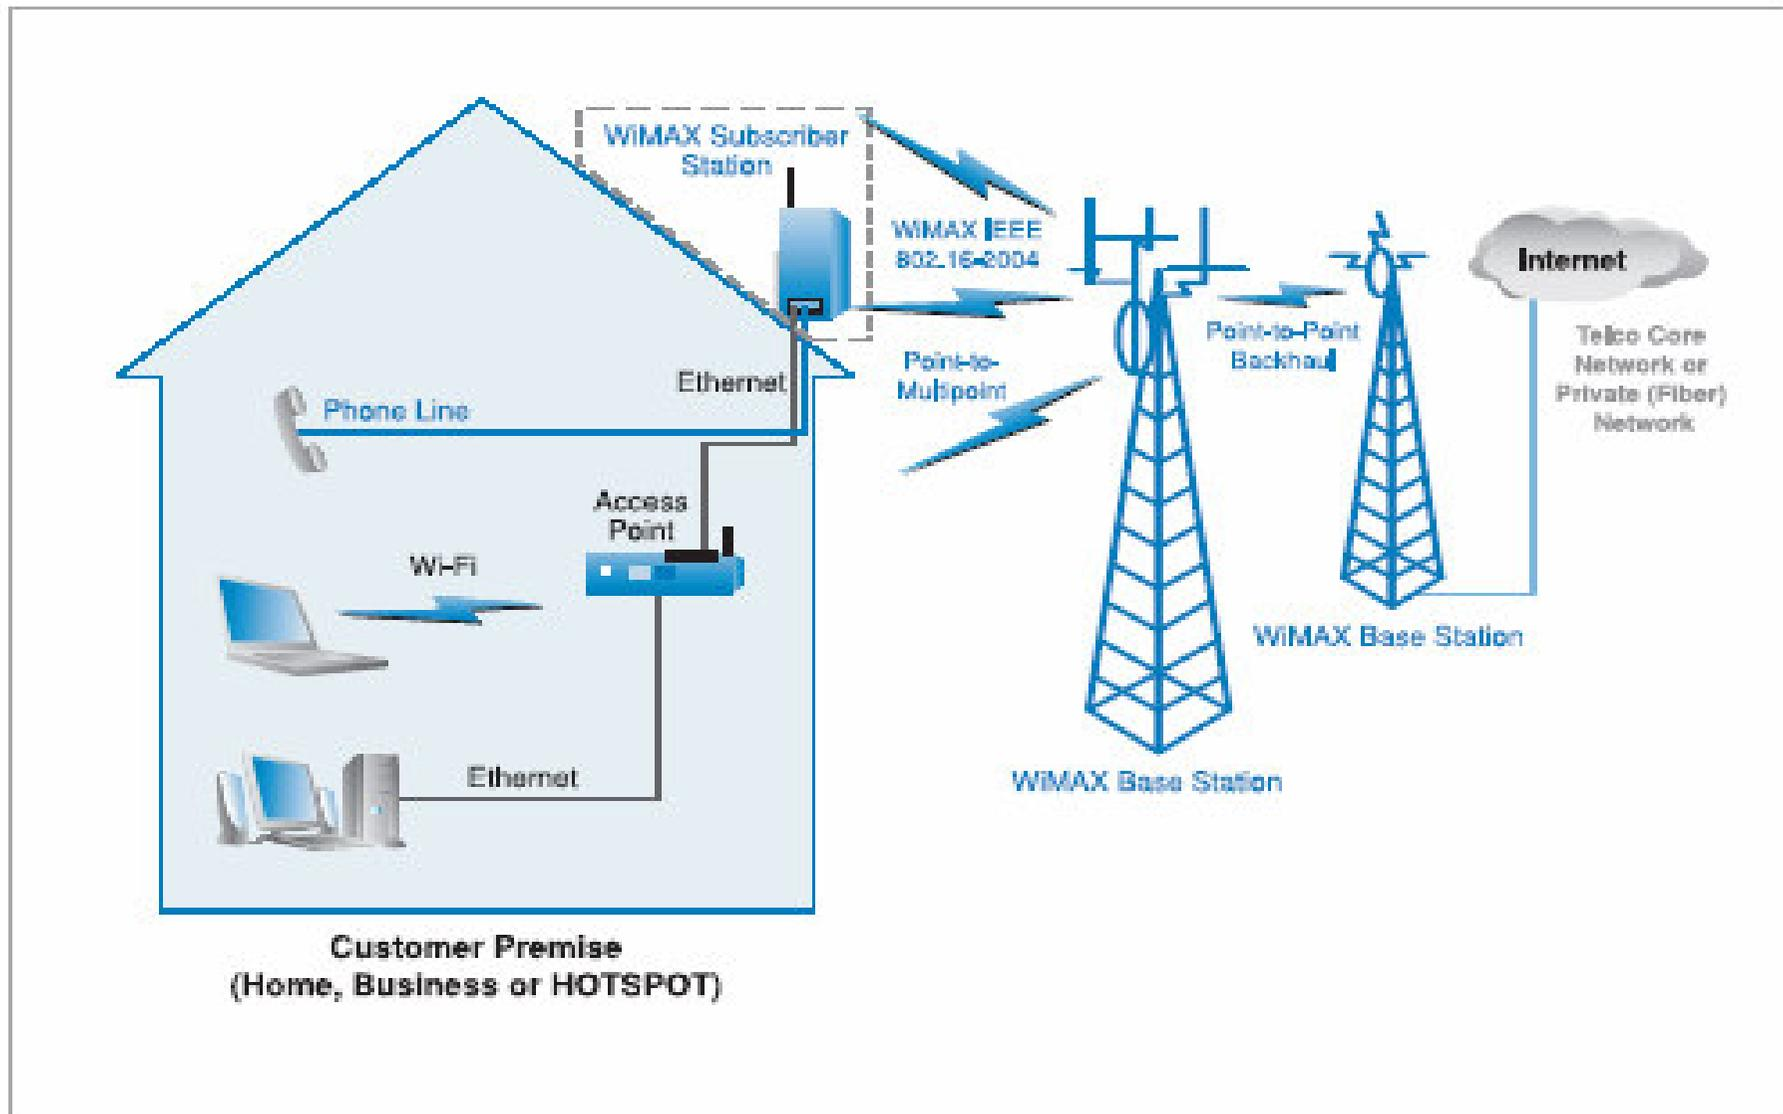 WiMAX Subscriber
Station
WiMAX IEEE
802.16-2004
Internet
Point-to-Point
Backhaul
Telco Core
Network or
Private (Fiber)
Network
Point-to-
Multipoint
Ethernet
Phone Line
Access
Point
Wi-Fi
WiMAX Base Station
Ethernet
WiMAX Base Station
Customer Premise
(Home, Business or HOTSPOT)